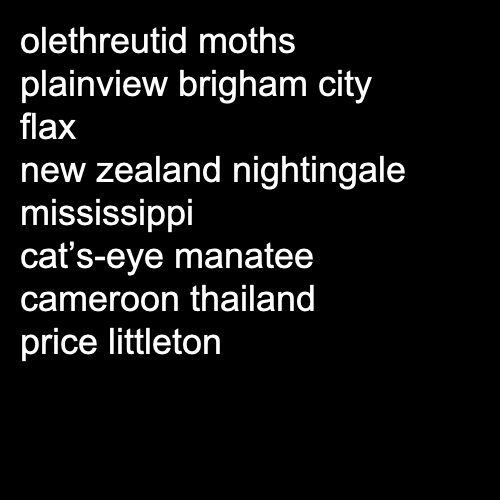 olethreutid moths
plainview brigham city
flax
new zealand nightingale
mississippi
cat’s-eye manatee
cameroon thailand
price littleton